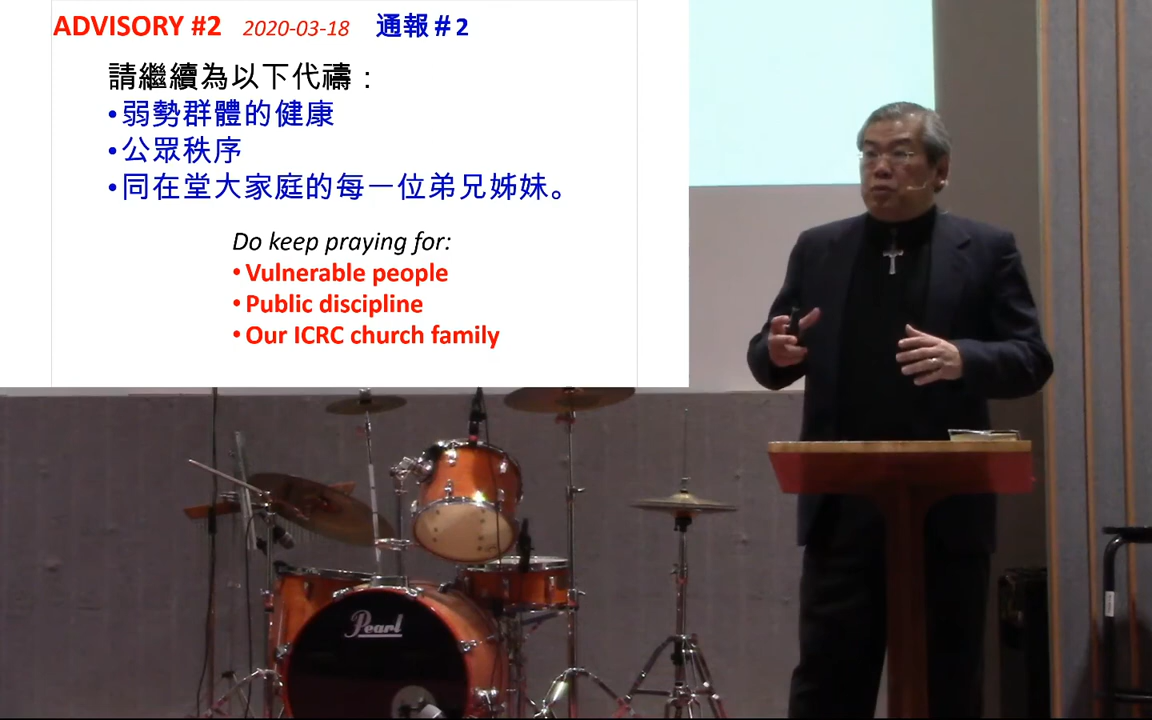 ADVISORY #2 2020-03-18 通報＃2
請繼續為以下代禱：
•弱勢群體的健康
•公眾秩序
•同在堂大家庭的每一位弟兄姊妹。
Do keep praying for:
•Vulnerable people
•Public discipline
•Our ICRC church family
Pearl